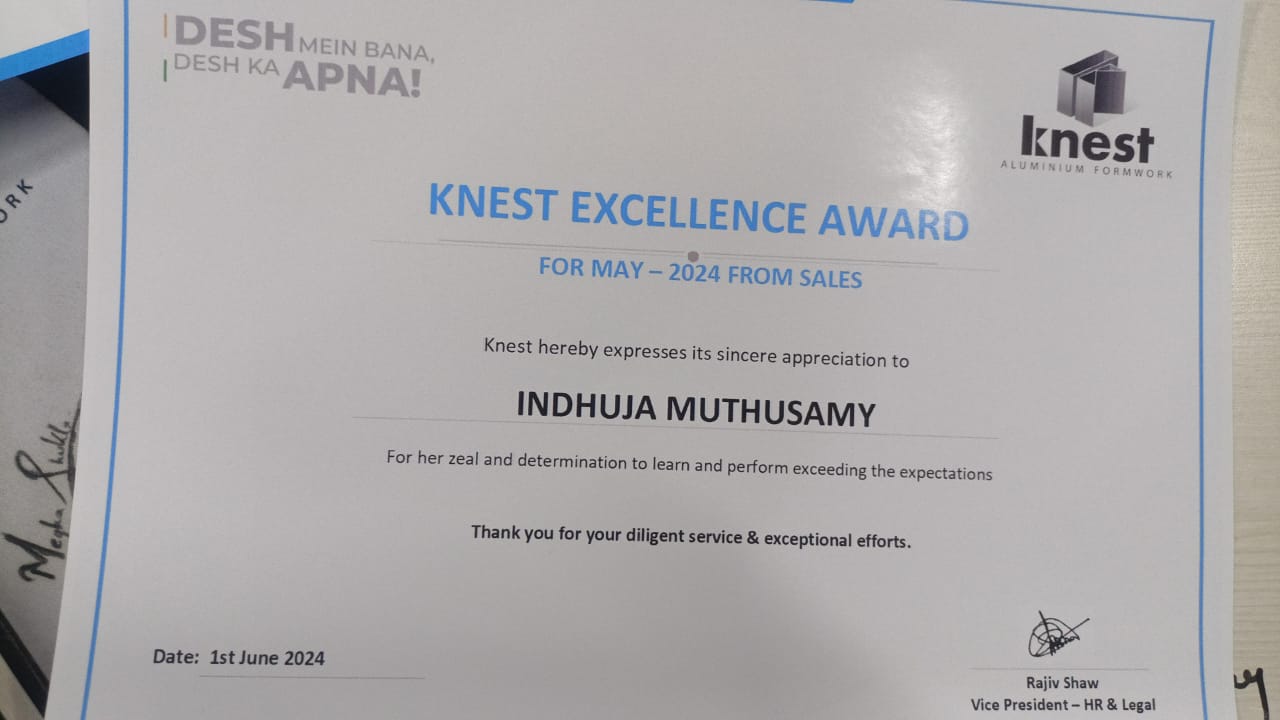 DESH MEIN BANA,
DESH KA APNA!
knest
ALUMINIUM FORMWORK
KNEST EXCELLENCE AWARD
FOR MAY – 2024 FROM SALES
Knest hereby expresses its sincere appreciation to
INDHUJA MUTHUSAMY
For her zeal and determination to learn and perform exceeding the expectations
Thank you for your diligent service & exceptional efforts.
Date: 1st June 2024
Rajiv Shaw
Vice President – HR & Legal
ORK
Megha Shukla